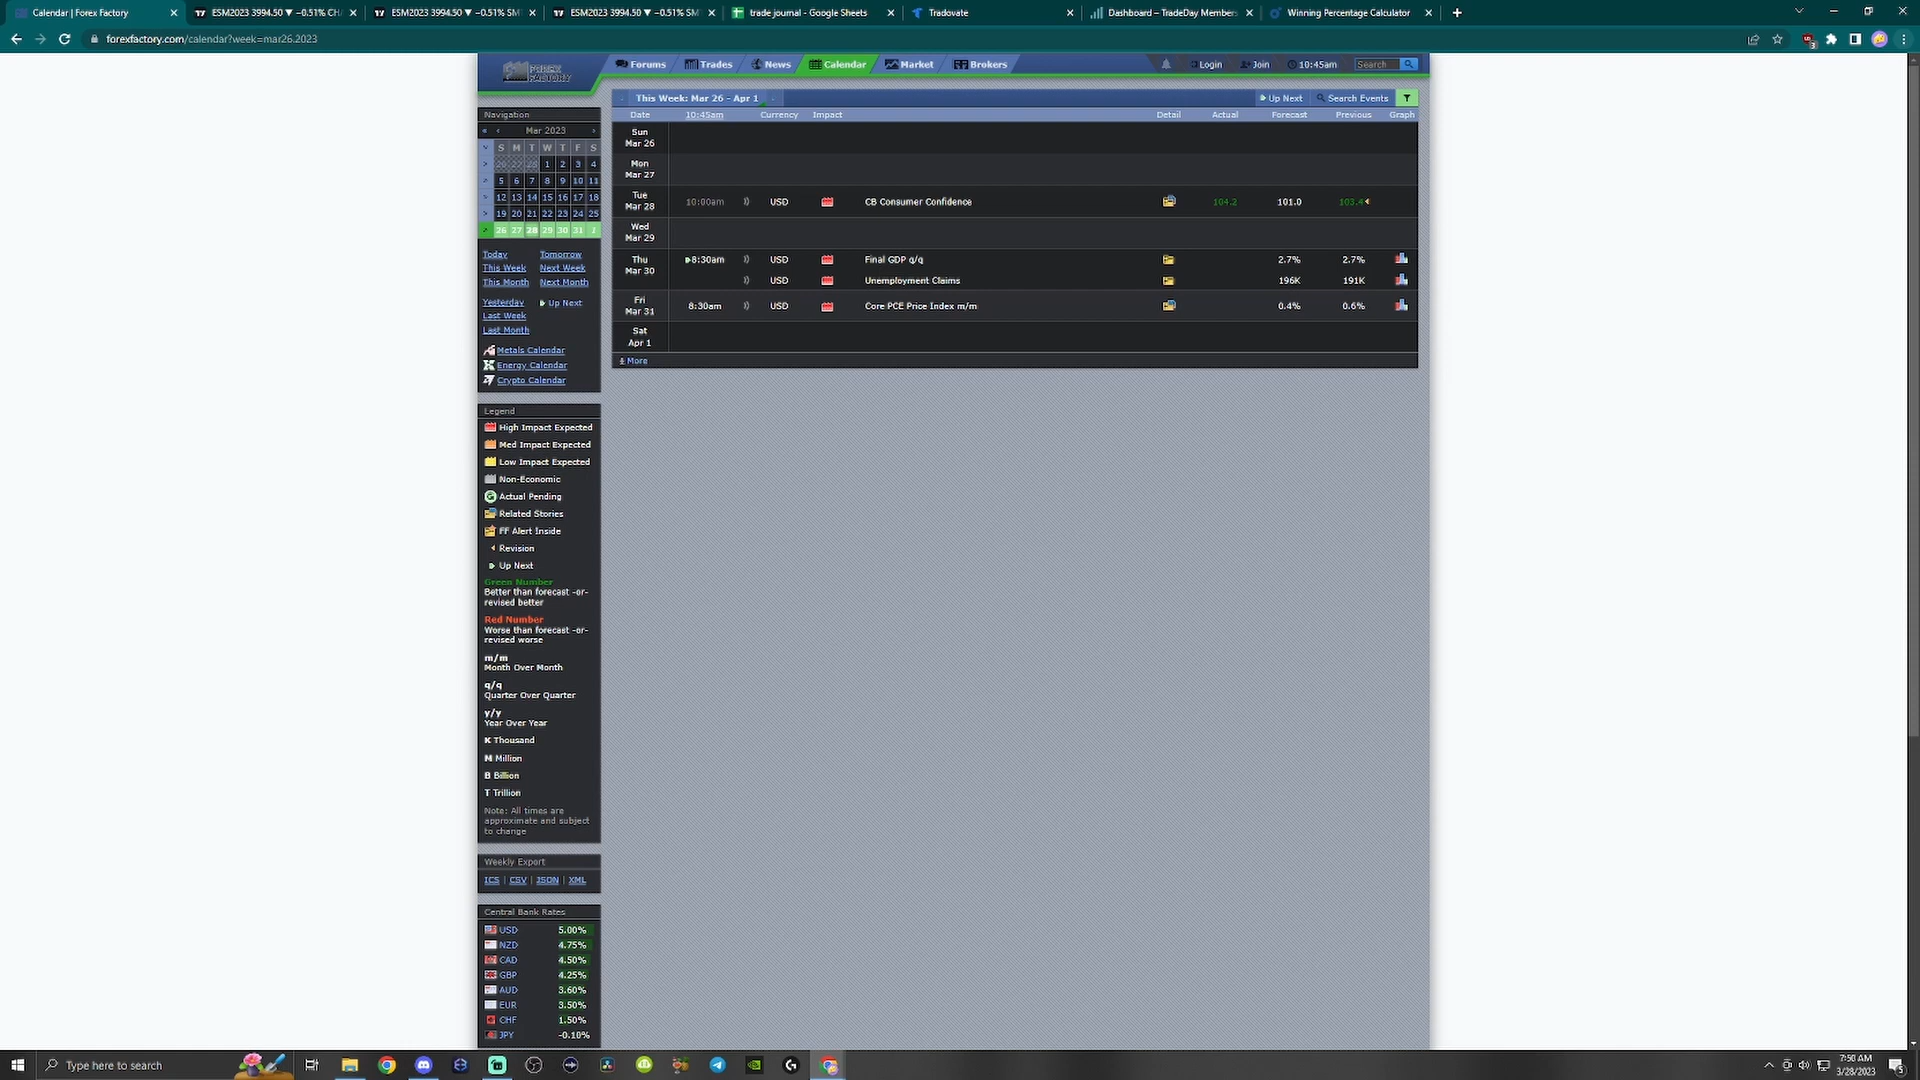 Calendar | Forex Factory
ESM2023 3994.50 ▼ −0.51% CHA
ESM2023 3994.50 ▼ −0.51% SMT
ESM2023 3994.50 ▼ −0.51% SMT
trade journal - Google Sheets
Tradovate
Dashboard – TradeDay Members
Winning Percentage Calculator
forexfactory.com/calendar?week=mar26.2023
3
FOREX FACTORY
Forums
Trades
News
Calendar
Market
Brokers
Login
Join
10:45am
Search
Navigation
« ‹ Mar 2023 ›
S M T W T F S
26 27 28 1 2 3 4
5 6 7 8 9 10 11
12 13 14 15 16 17 18
19 20 21 22 23 24 25
26 27 28 29 30 31 1
Today Tomorrow
This Week Next Week
This Month Next Month
Yesterday Up Next
Last Week
Last Month
Metals Calendar
Energy Calendar
Crypto Calendar
Legend
High Impact Expected
Med Impact Expected
Low Impact Expected
Non-Economic
Actual Pending
Related Stories
FF Alert Inside
Revision
Up Next
Green Number
Better than forecast -or-
revised better
Red Number
Worse than forecast -or-
revised worse
m/m
Month Over Month
q/q
Quarter Over Quarter
y/y
Year Over Year
K Thousand
M Million
B Billion
T Trillion
Note: All times are
approximate and subject
to change
Weekly Export
ICS | CSV | JSON | XML
Central Bank Rates
USD 5.00%
NZD 4.75%
CAD 4.50%
GBP 4.25%
AUD 3.60%
EUR 3.50%
CHF 1.50%
JPY -0.10%
This Week: Mar 26 - Apr 1
Up Next
Search Events
Date 10:45am Currency Impact Detail Actual Forecast Previous Graph
Sun
Mar 26
Mon
Mar 27
Tue
Mar 28
10:00am USD CB Consumer Confidence 104.2 101.0 103.4
Wed
Mar 29
Thu
Mar 30
8:30am USD Final GDP q/q 2.7% 2.7%
USD Unemployment Claims 196K 191K
Fri
Mar 31
8:30am USD Core PCE Price Index m/m 0.4% 0.6%
Sat
Apr 1
More
Type here to search
7:50 AM
3/28/2023
5